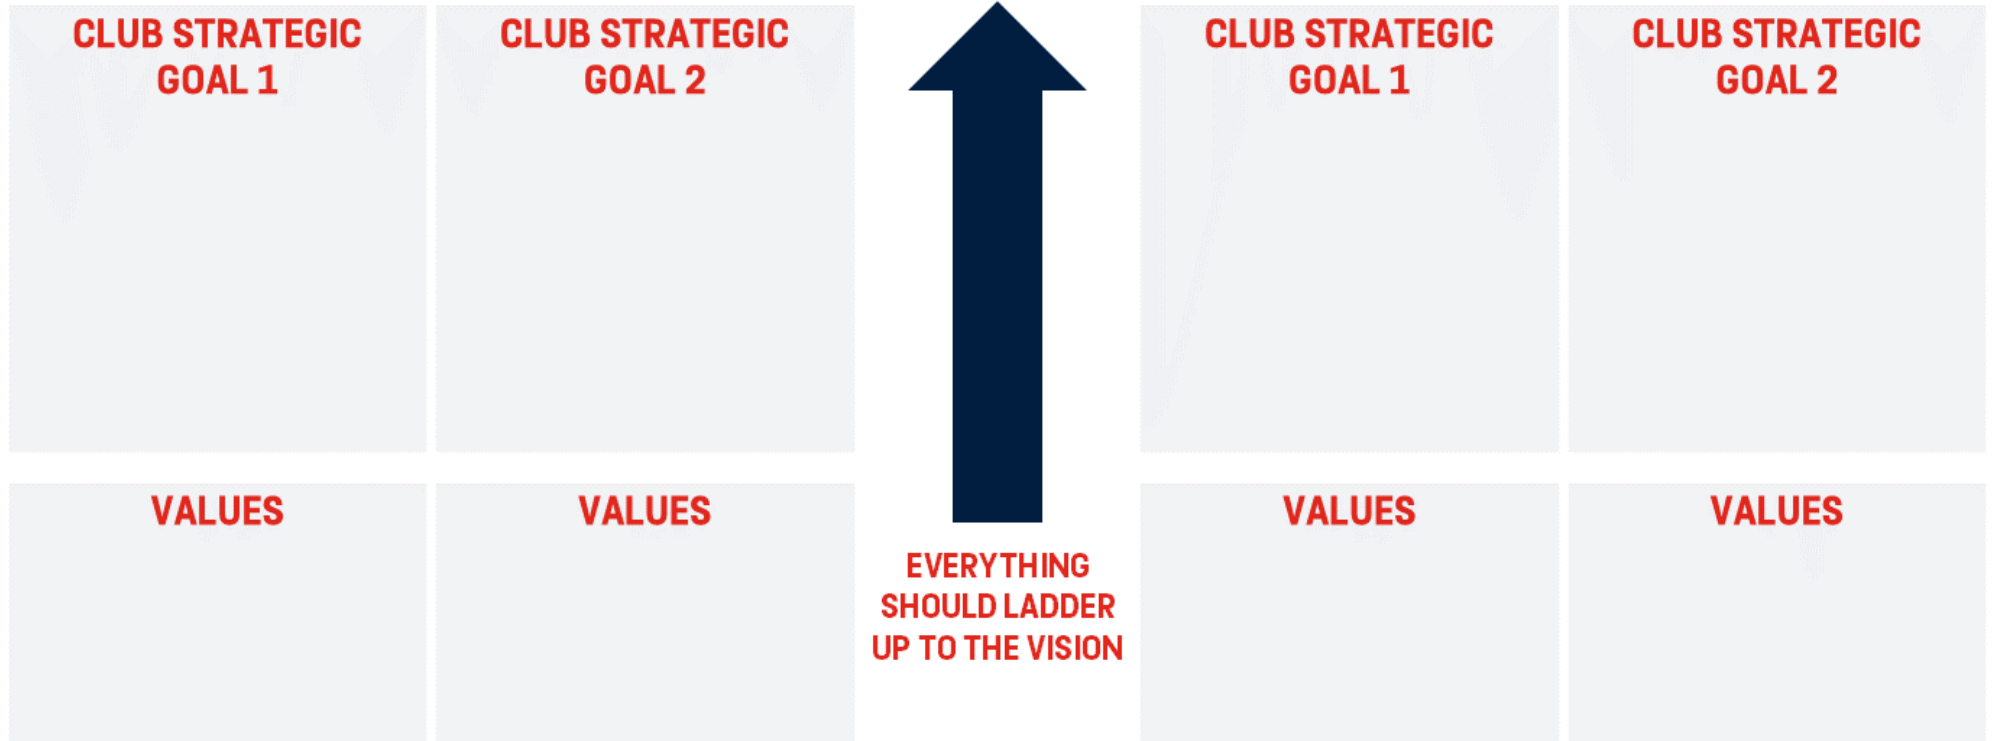 CLUB STRATEGIC
GOAL 1
CLUB STRATEGIC
GOAL 2
CLUB STRATEGIC
GOAL 1
CLUB STRATEGIC
GOAL 2
VALUES
VALUES
EVERYTHING
SHOULD LADDER
UP TO THE VISION
VALUES
VALUES